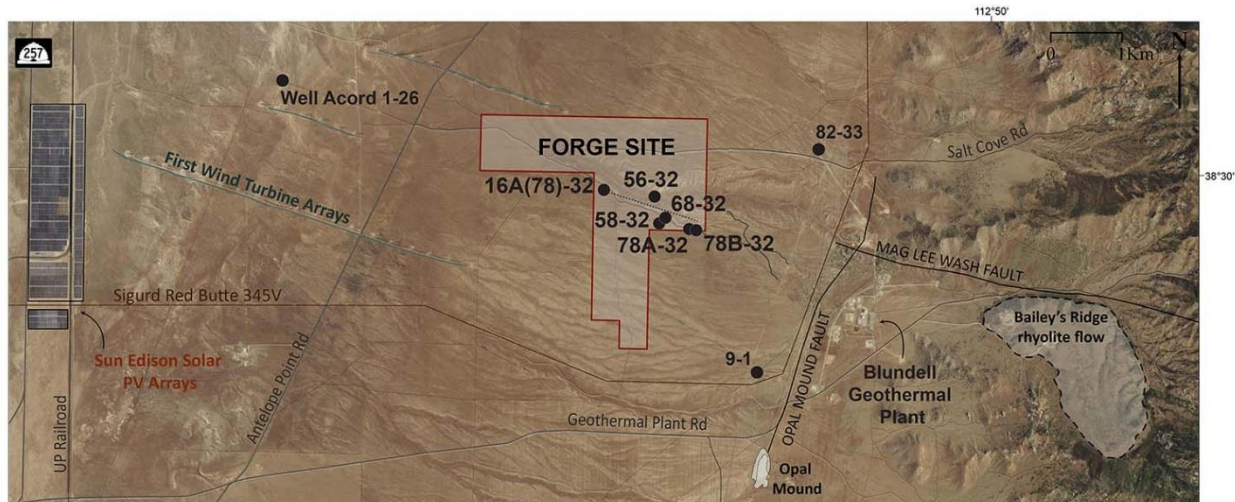 112°50'
257
0 1Km
N
Well Acord 1-26
FORGE SITE
82-33
Salt Cove Rd
38°30'
First Wind Turbine Arrays
16A(78)-32
56-32
68-32
58-32
78A-32
78B-32
MAG LEE WASH FAULT
Sigurd Red Butte 345V
Bailey's Ridge
rhyolite flow
Sun Edison Solar
PV Arrays
Antelope Point Rd
9-1
OPAL MOUND FAULT
Blundell
Geothermal
Plant
Geothermal Plant Rd
UP Railroad
Opal
Mound